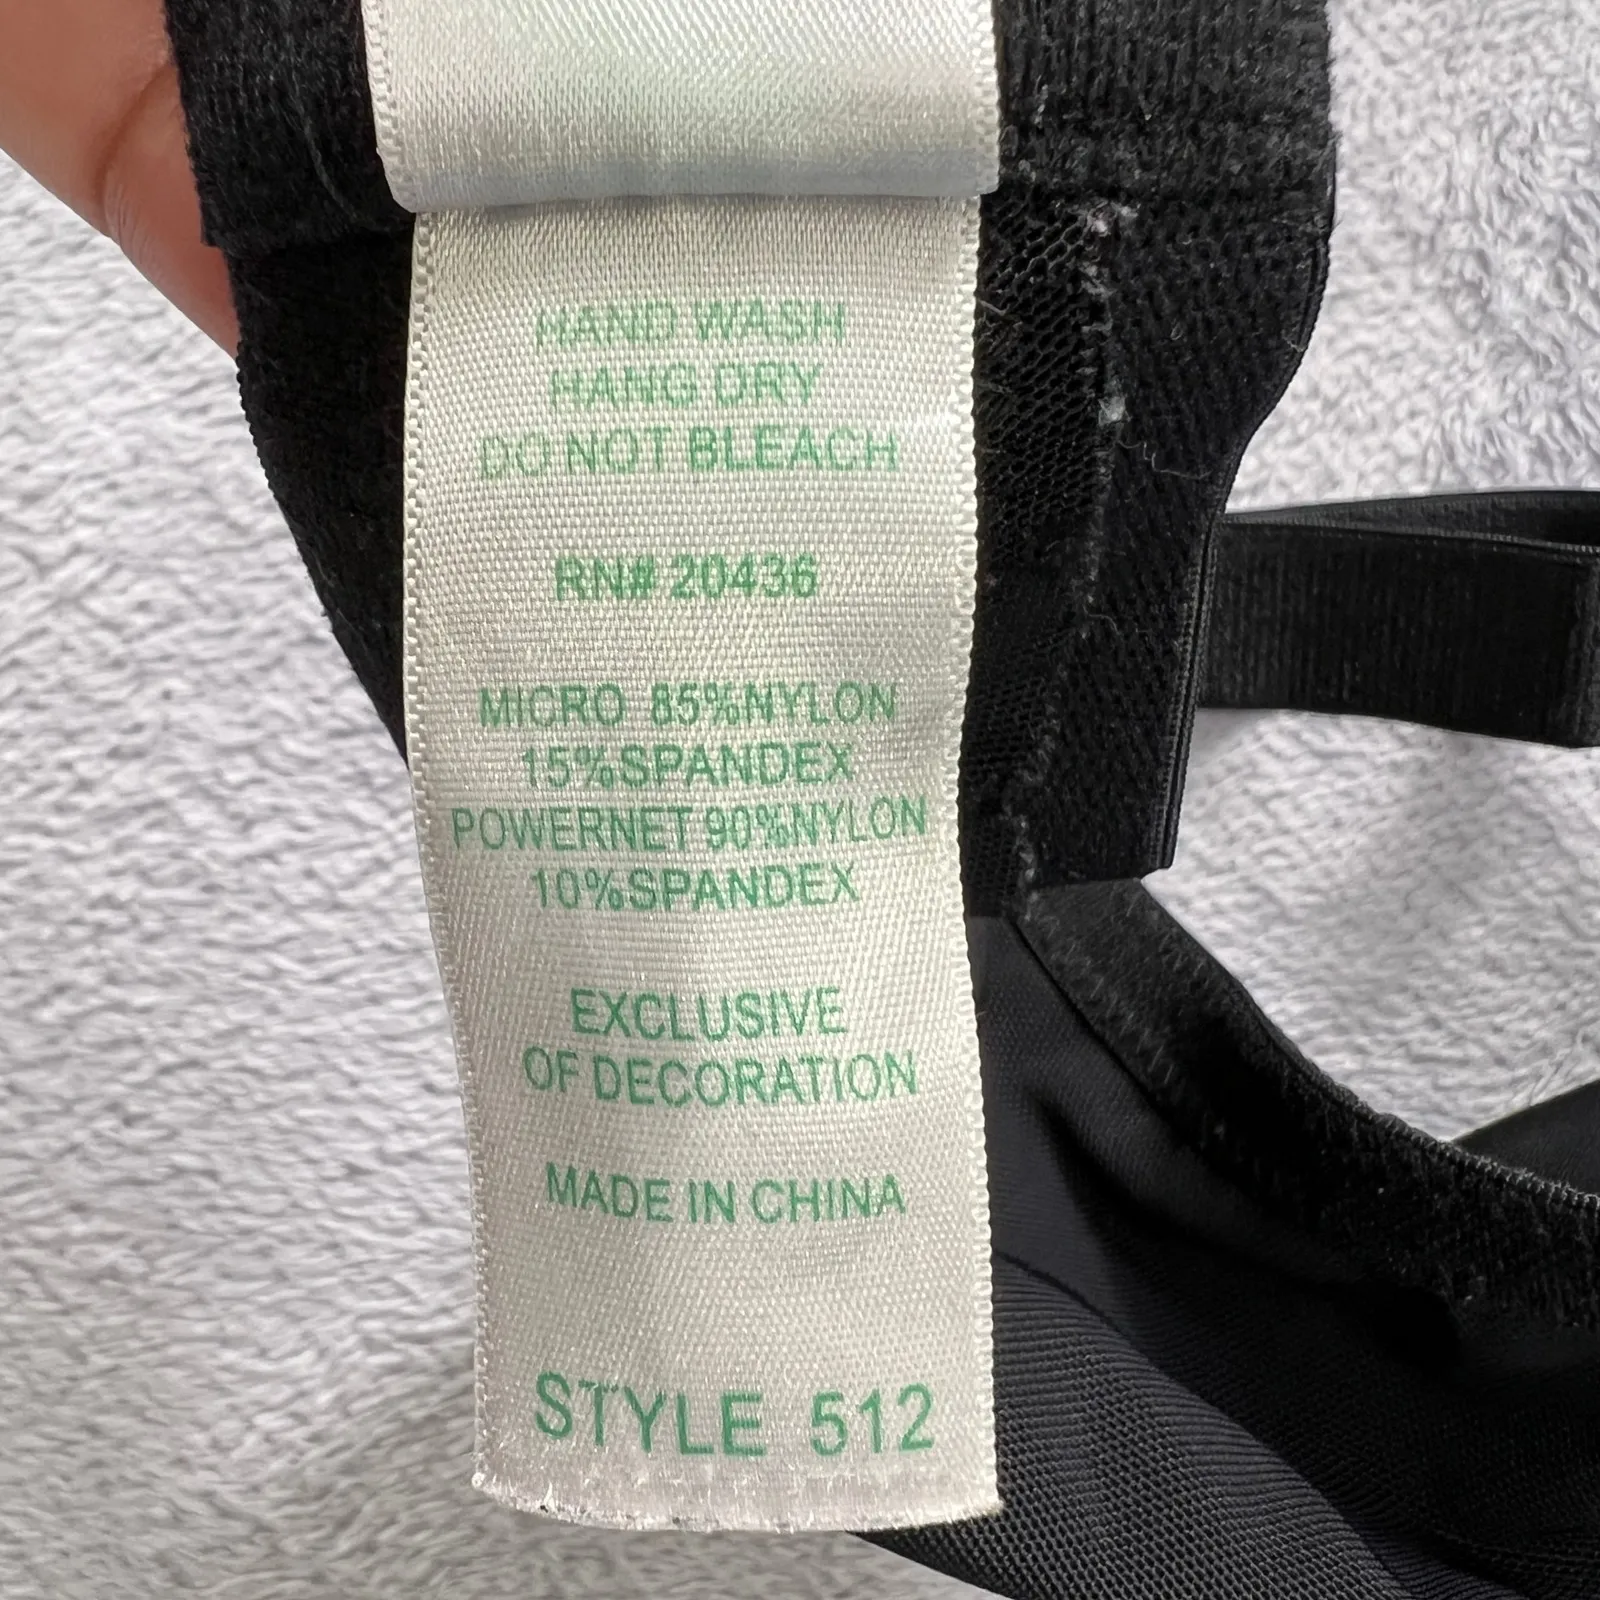 HAND WASH
HANG DRY
DO NOT BLEACH
RN# 20436
MICRO 85%NYLON
15%SPANDEX
POWERNET 90%NYLON
10%SPANDEX
EXCLUSIVE
OF DECORATION
MADE IN CHINA
STYLE 512